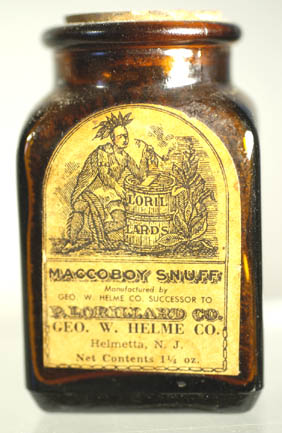 LORIL
LARD'S
MACCOBOY SNUFF
Manufactured by
GEO. W. HELME CO. SUCCESSOR TO
P. LORILLARD CO.
GEO. W. HELME CO.
Helmetta, N. J.
Net Contents 1¼ oz.